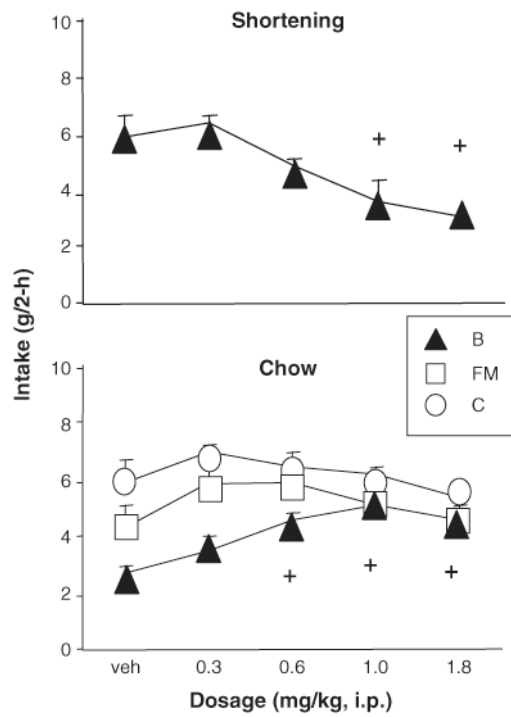 Shortening
10
8
6
4
2
0
+ +
Intake (g/2-h)
B
FM
C
Chow
10
8
6
4
2
0
+ + +
veh 0.3 0.6 1.0 1.8
Dosage (mg/kg, i.p.)